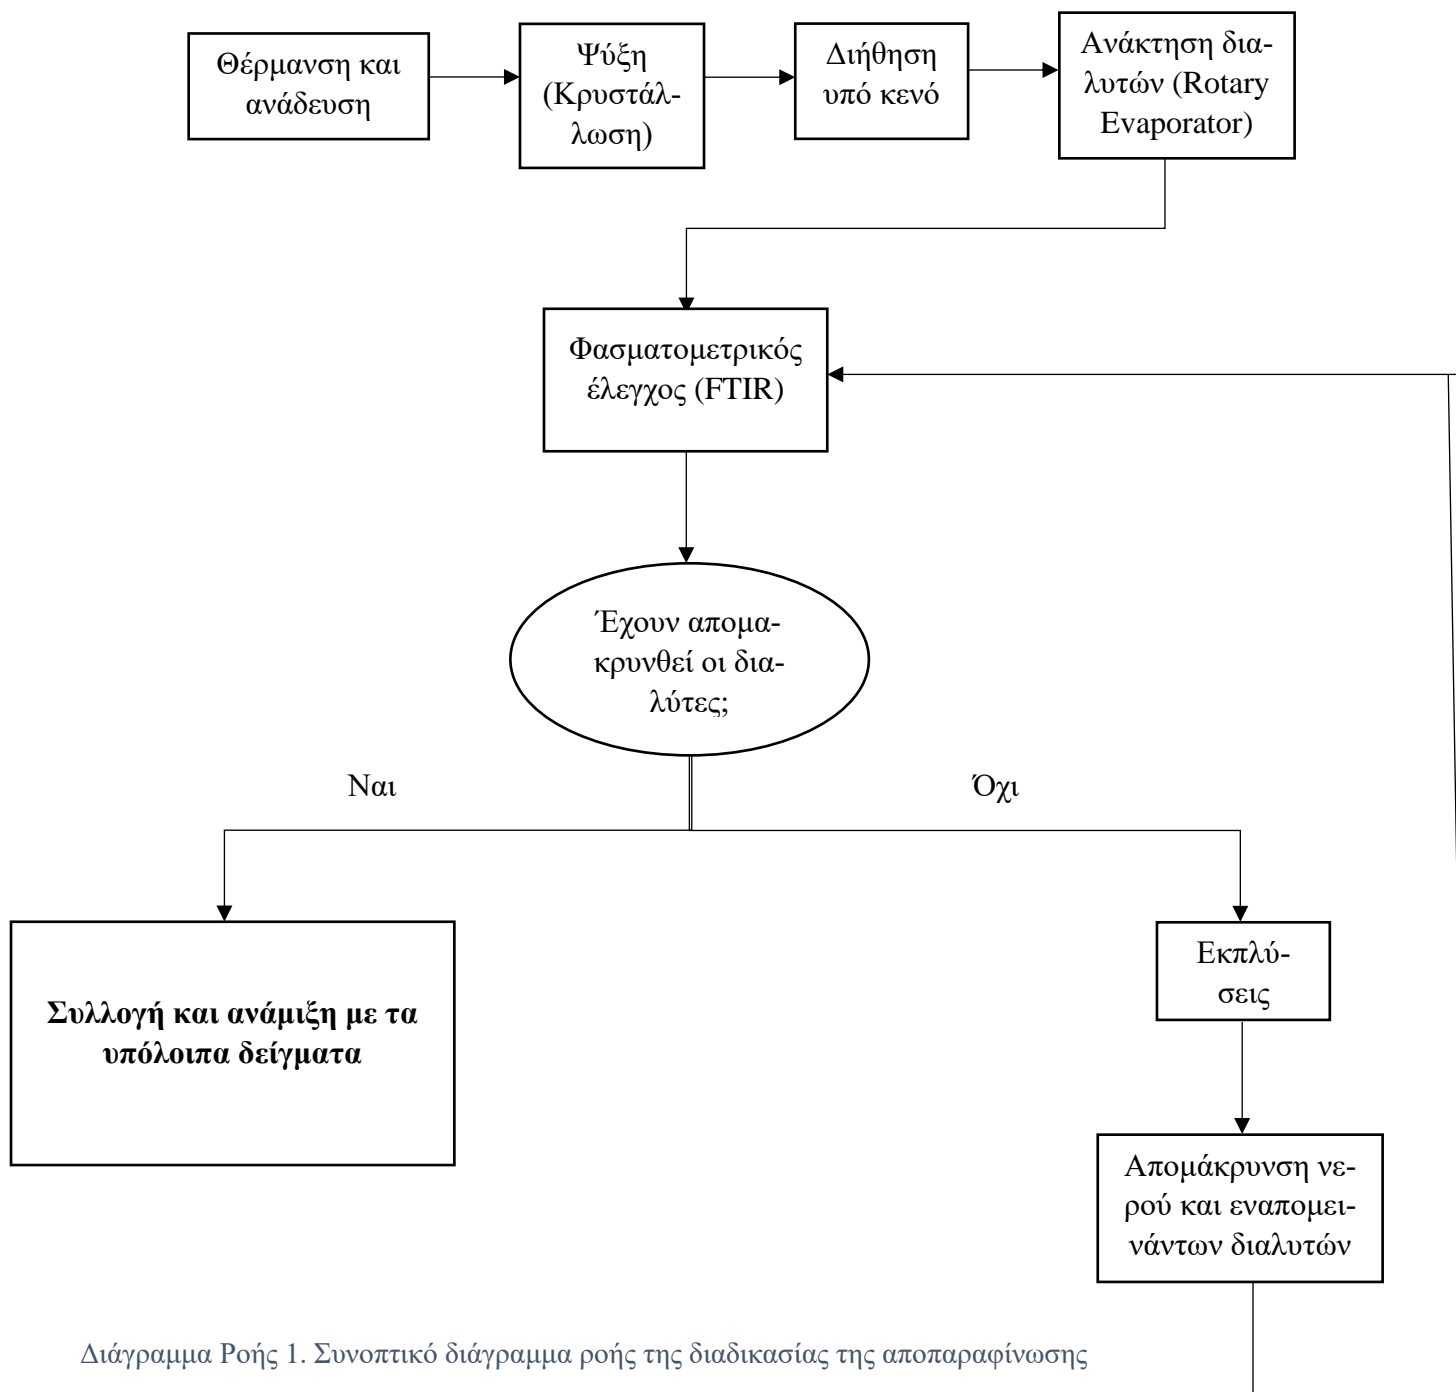 Θέρμανση και
ανάδευση
Ψύξη
(Κρυστάλ-
λωση)
Διήθηση
υπό κενό
Ανάκτηση δια-
λυτών (Rotary
Evaporator)
Φασματομετρικός
έλεγχος (FTIR)
Έχουν απομα-
κρυνθεί οι δια-
λύτες;
Ναι
Όχι
Συλλογή και ανάμιξη με τα
υπόλοιπα δείγματα
Εκπλύ-
σεις
Απομάκρυνση νε-
ρού και εναπομει-
νάντων διαλυτών
Διάγραμμα Ροής 1. Συνοπτικό διάγραμμα ροής της διαδικασίας της αποπαραφίνωσης